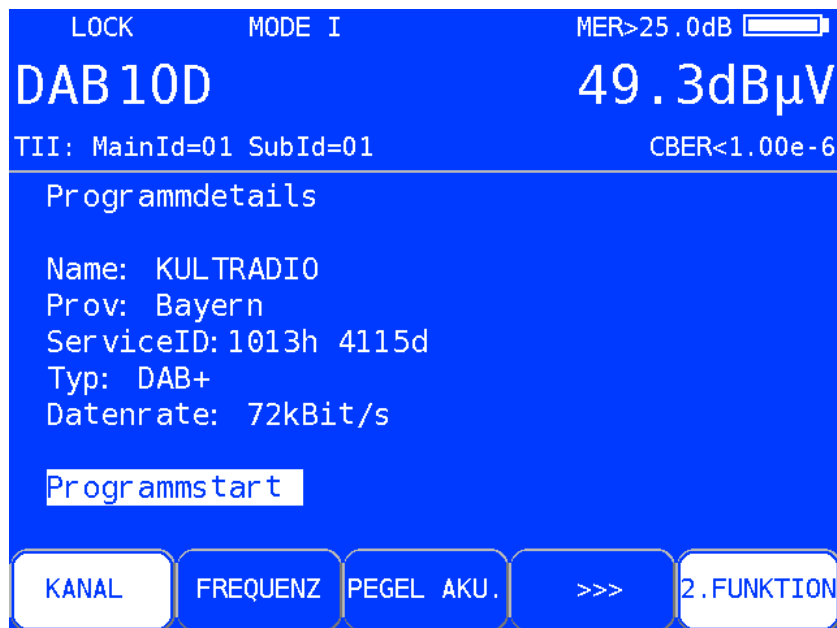 LOCK MODE I MER>25.0dB
DAB 10D 49.3dBµV
TII: MainId=01 SubId=01 CBER<1.00e-6
Programmdetails
Name: KULTRADIO
Prov: Bayern
ServiceID: 1013h 4115d
Typ: DAB+
Datenrate: 72kBit/s
Programmstart
KANAL FREQUENZ PEGEL AKU. >>> 2.FUNKTION